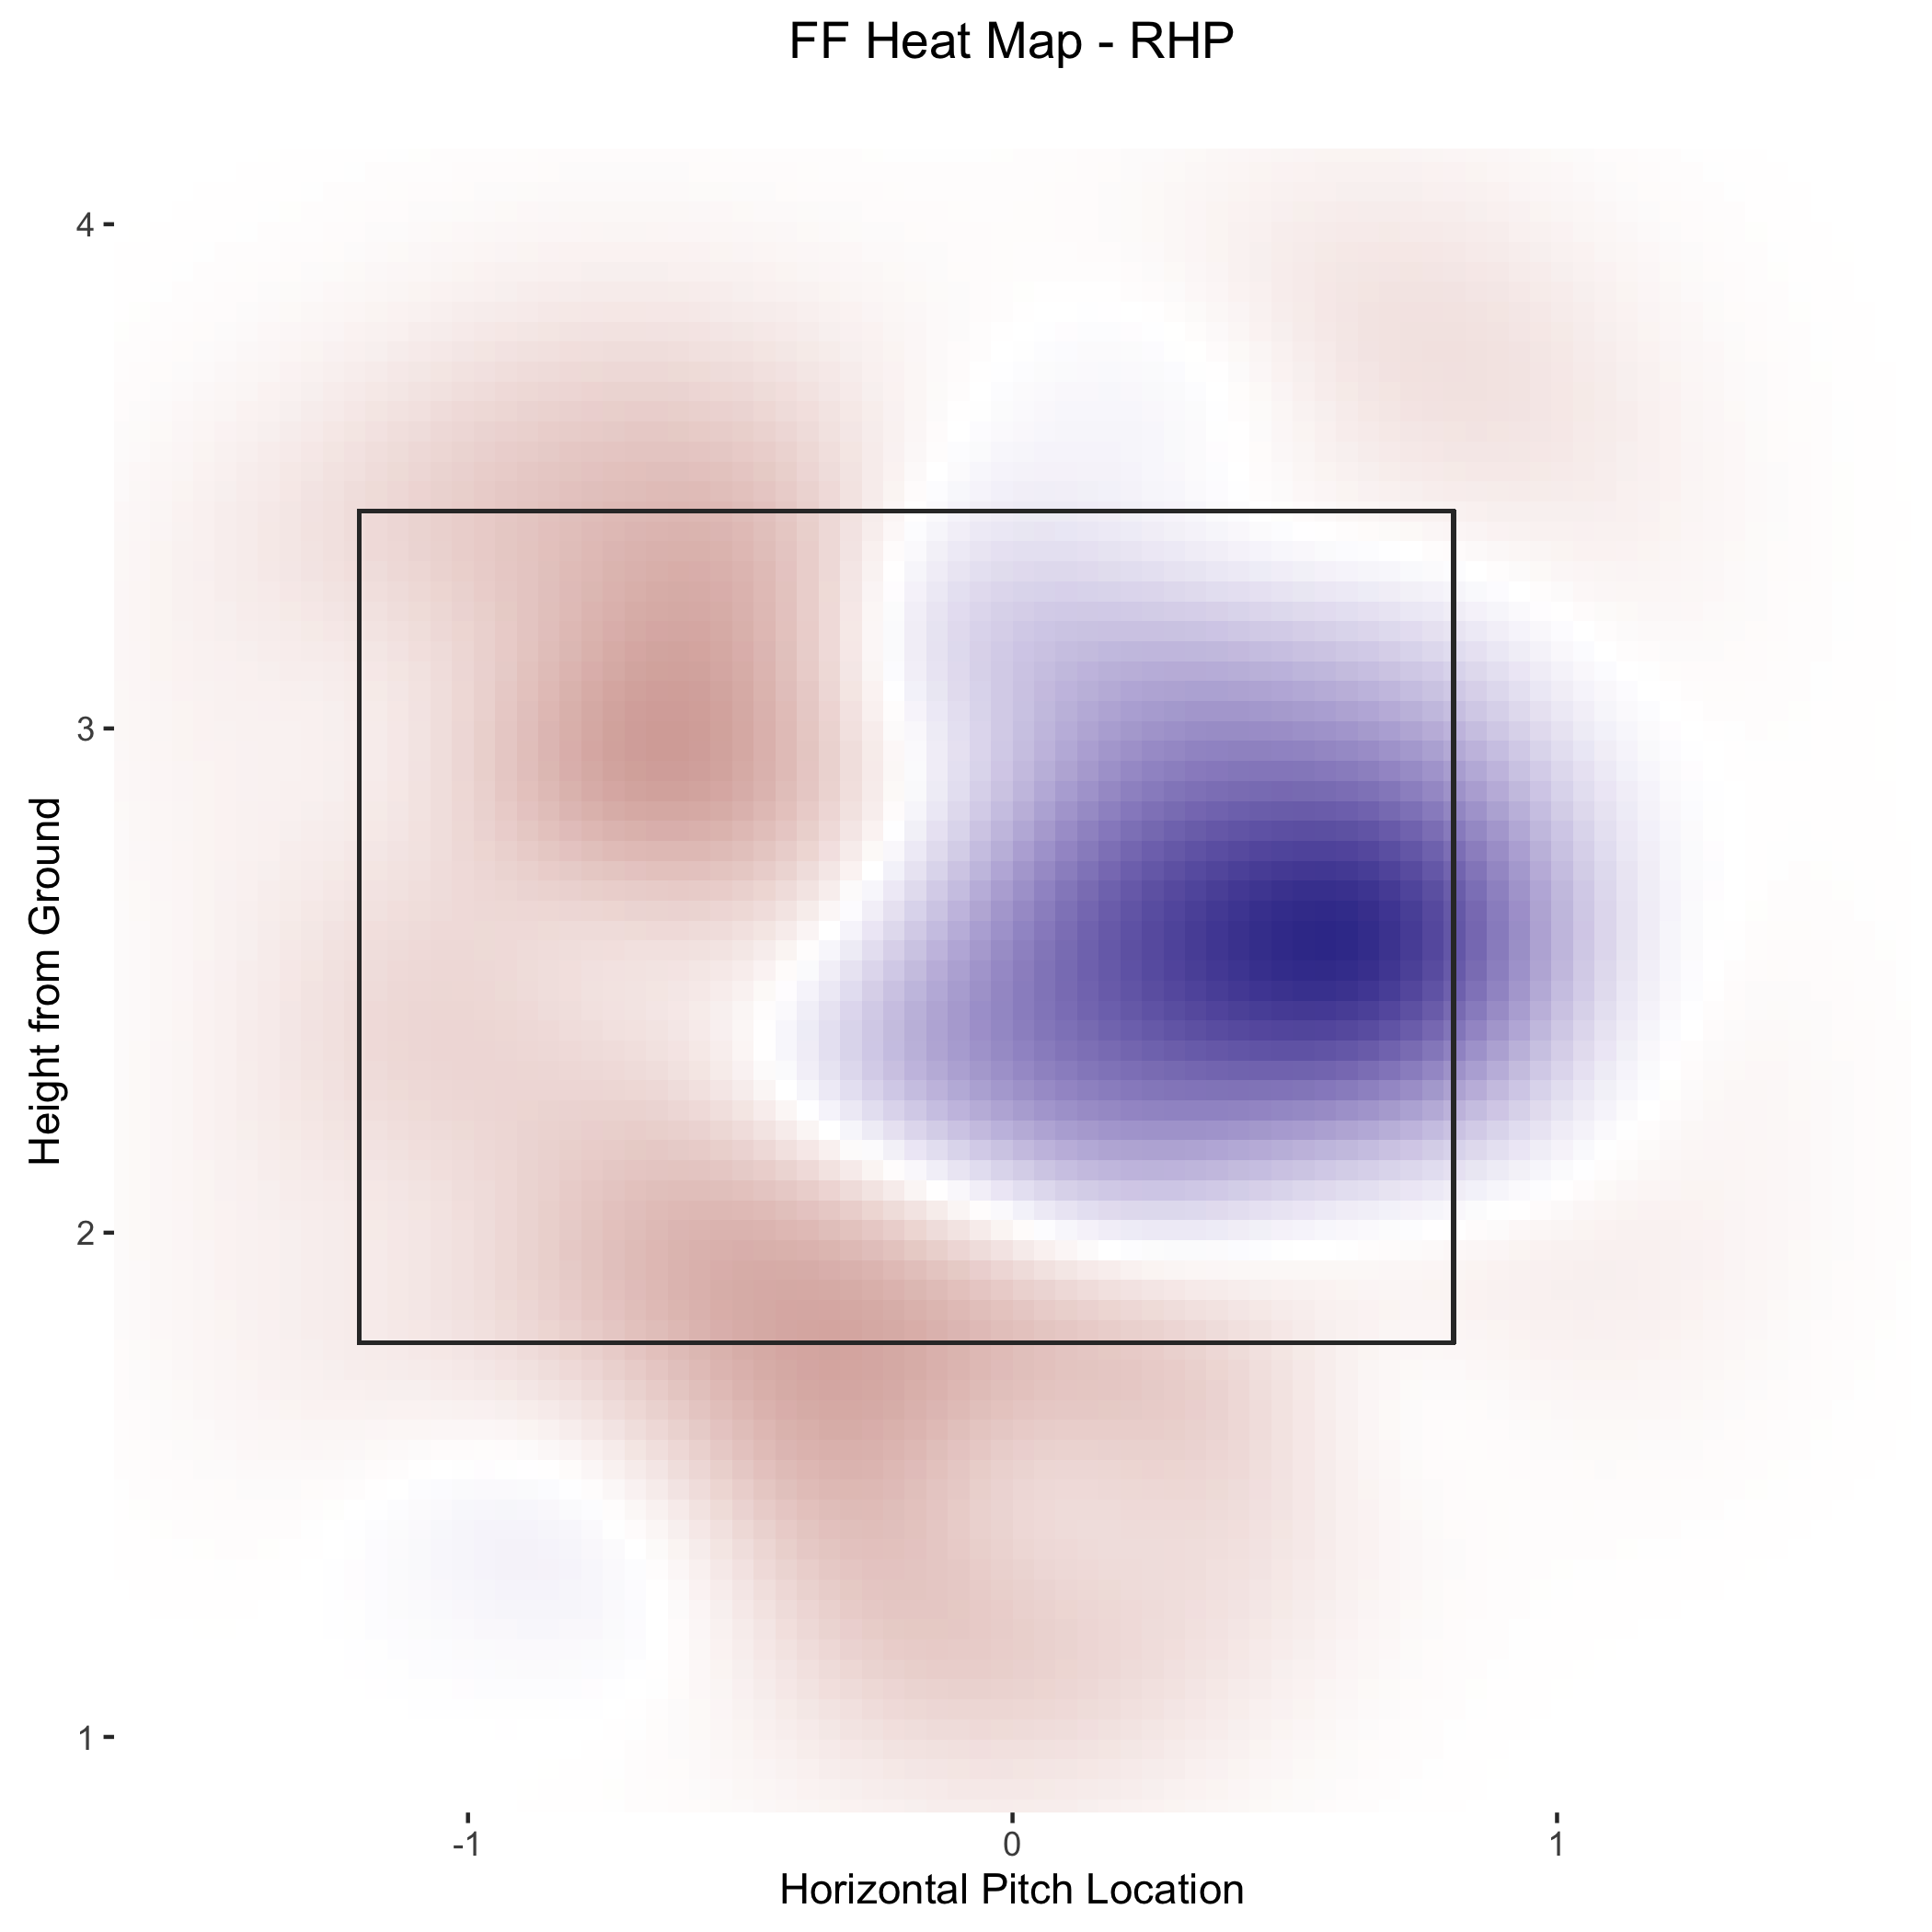 FF Heat Map - RHP
4
3
2
1
Height from Ground
-1 0 1
Horizontal Pitch Location